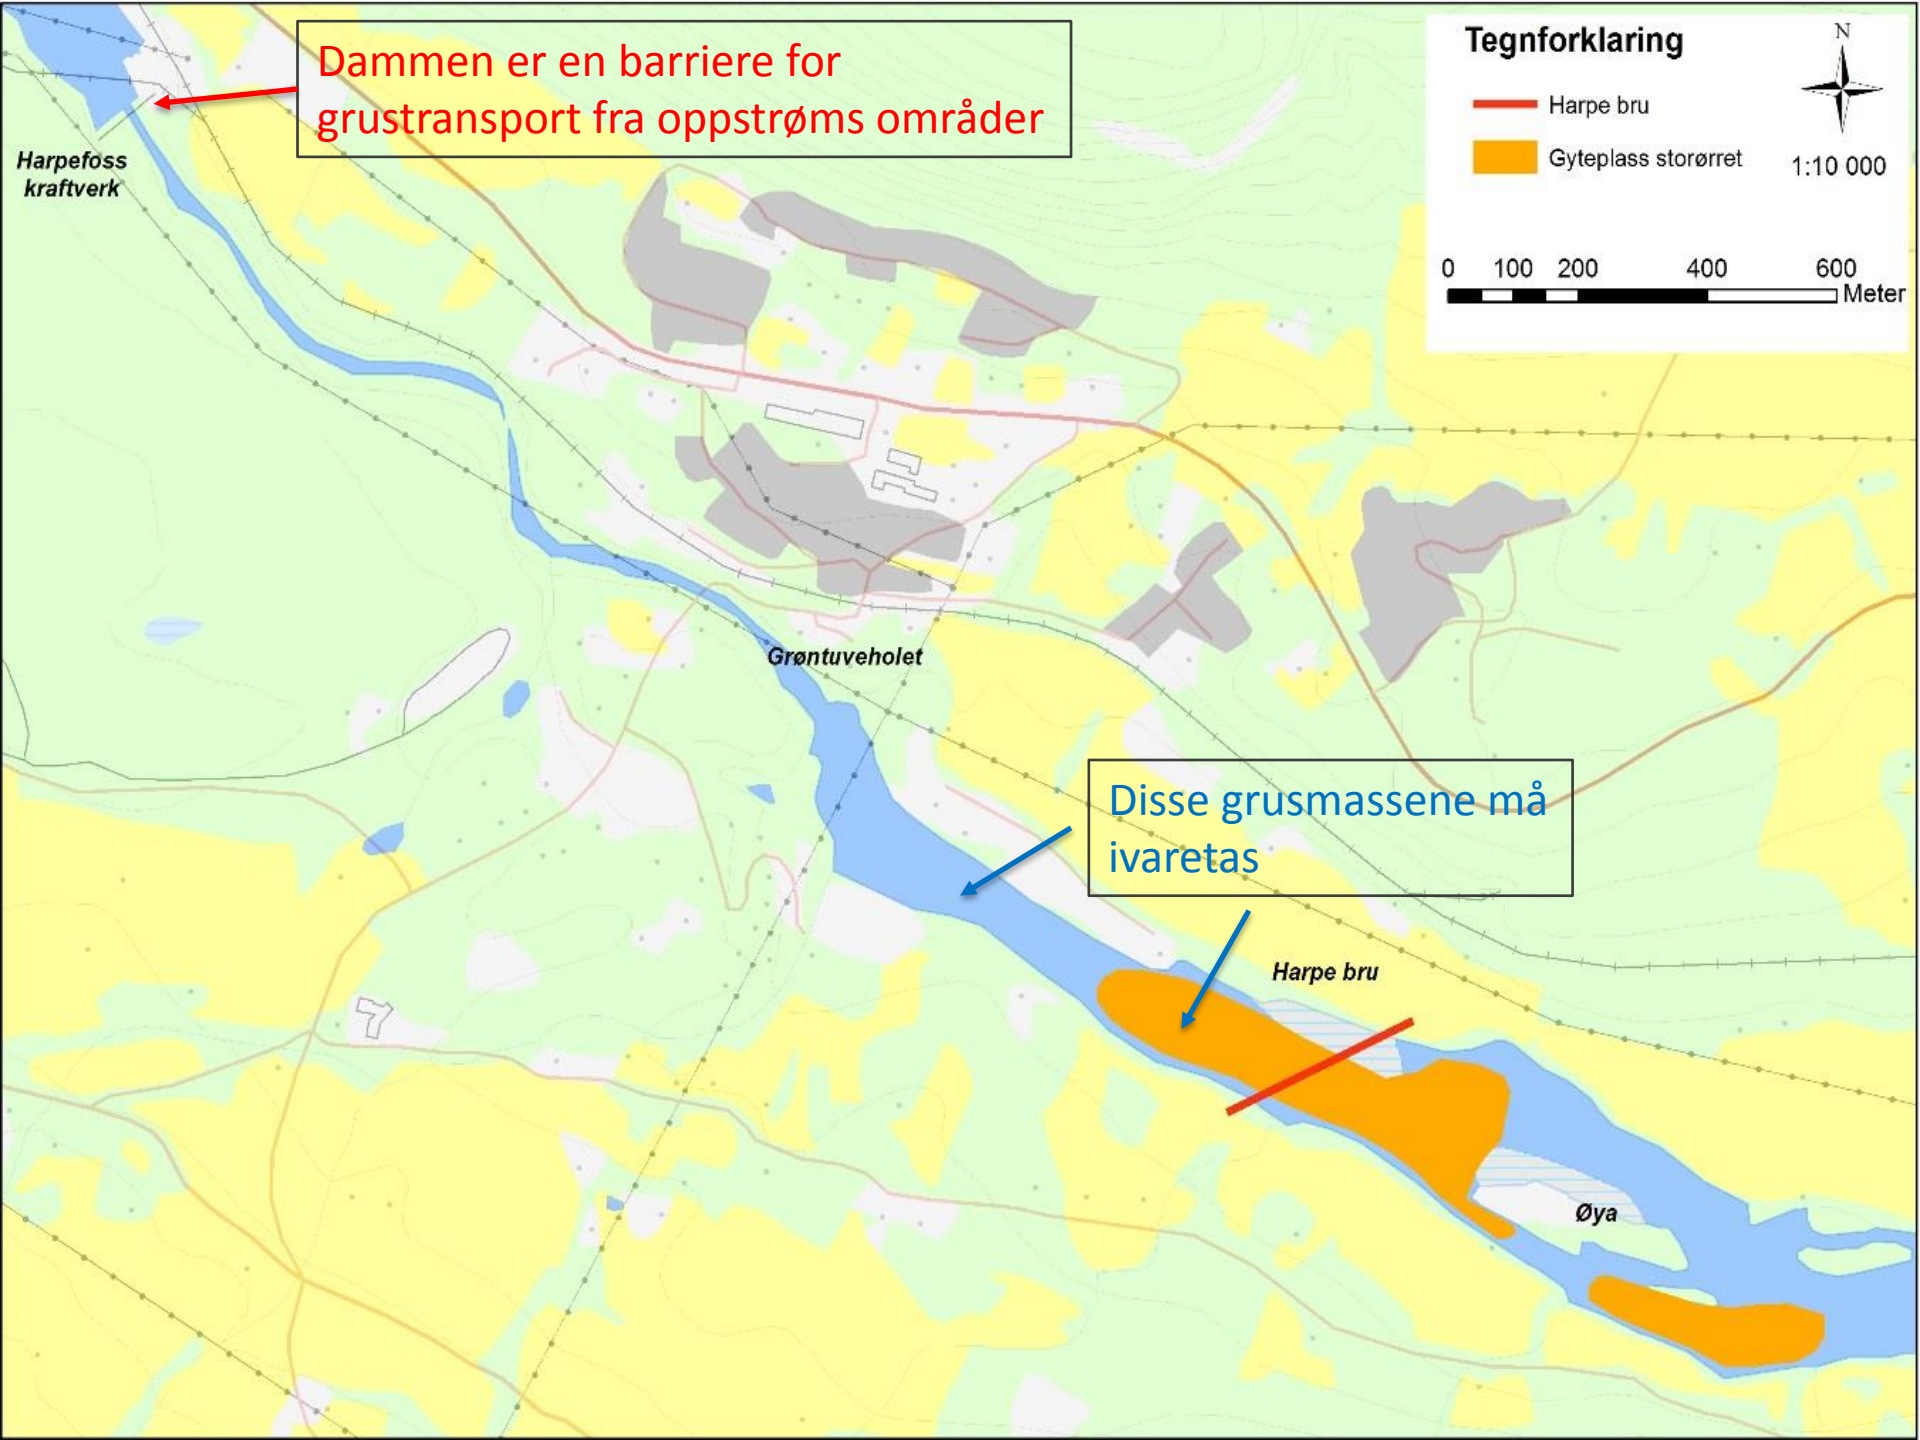 Dammen er en barriere for
grustransport fra oppstrøms områder
Tegnforklaring
N
Harpe bru
Gyteplass storørret
1:10 000
0 100 200 400 600
Meter
Harpefoss
kraftverk
Grøntuveholet
Disse grusmassene må
ivaretas
Harpe bru
Øya